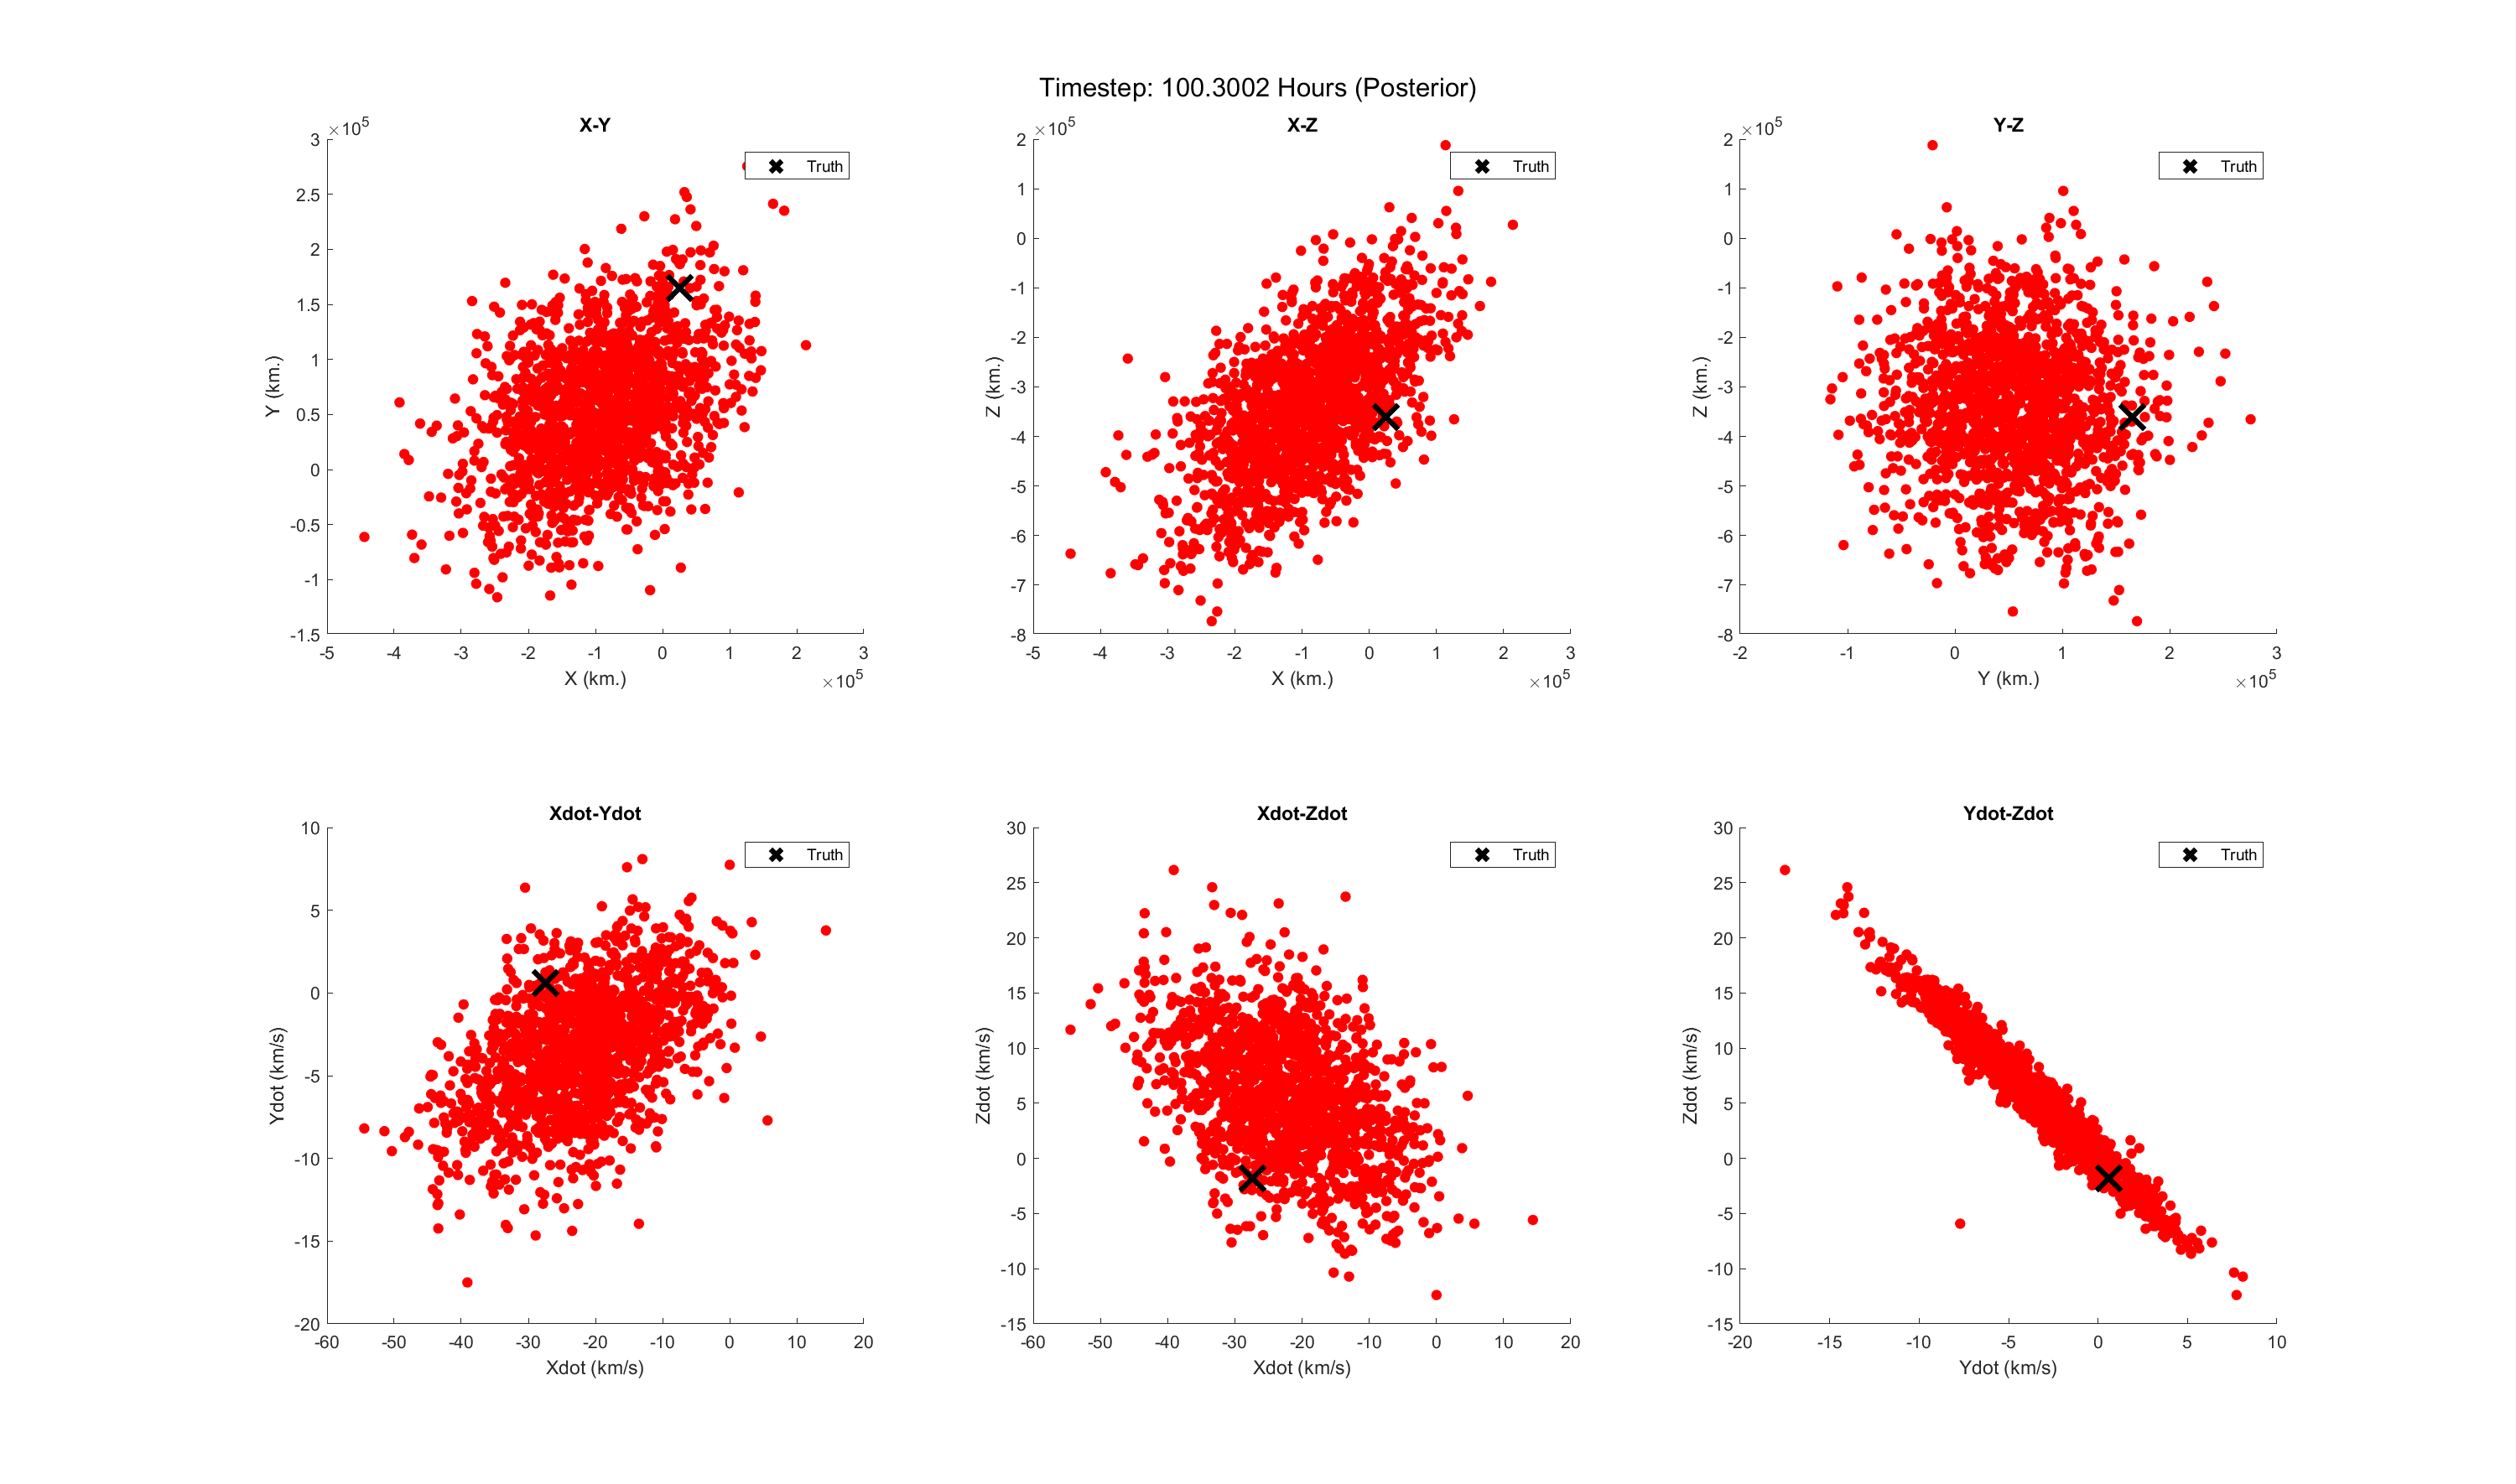 Timestep: 100.3002 Hours (Posterior)
X-Y
×10^5
3
2.5
2
1.5
1
0.5
0
-0.5
-1
-1.5
Y (km.)
Truth
-5 -4 -3 -2 -1 0 1 2 3
X (km.)
×10^5
X-Z
×10^5
2
1
0
-1
-2
-3
-4
-5
-6
-7
-8
Z (km.)
Truth
-5 -4 -3 -2 -1 0 1 2 3
X (km.)
×10^5
Y-Z
×10^5
2
1
0
-1
-2
-3
-4
-5
-6
-7
-8
Z (km.)
Truth
-2 -1 0 1 2 3
Y (km.)
×10^5
Xdot-Ydot
10
5
0
-5
-10
-15
-20
Ydot (km/s)
Truth
-60 -50 -40 -30 -20 -10 0 10 20
Xdot (km/s)
Xdot-Zdot
30
25
20
15
10
5
0
-5
-10
-15
Zdot (km/s)
Truth
-60 -50 -40 -30 -20 -10 0 10 20
Xdot (km/s)
Ydot-Zdot
30
25
20
15
10
5
0
-5
-10
-15
Zdot (km/s)
Truth
-20 -15 -10 -5 0 5 10
Ydot (km/s)